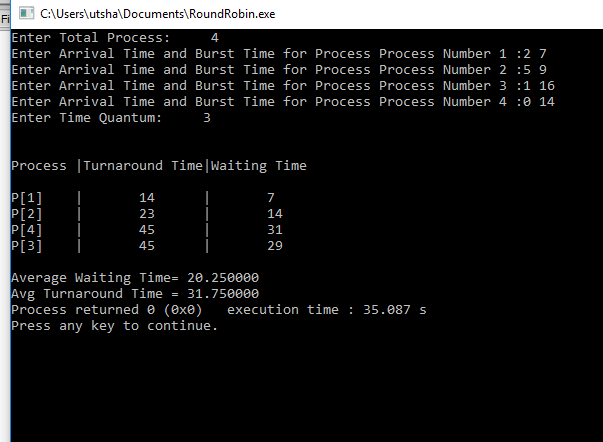 Fi
C:\Users\utsha\Documents\RoundRobin.exe
Enter Total Process: 4
Enter Arrival Time and Burst Time for Process Process Number 1 :2 7
Enter Arrival Time and Burst Time for Process Process Number 2 :5 9
Enter Arrival Time and Burst Time for Process Process Number 3 :1 16
Enter Arrival Time and Burst Time for Process Process Number 4 :0 14
Enter Time Quantum: 3
Process |Turnaround Time|Waiting Time
P[1] | 14 | 7
P[2] | 23 | 14
P[4] | 45 | 31
P[3] | 45 | 29
Average Waiting Time= 20.250000
Avg Turnaround Time = 31.750000
Process returned 0 (0x0) execution time : 35.087 s
Press any key to continue.